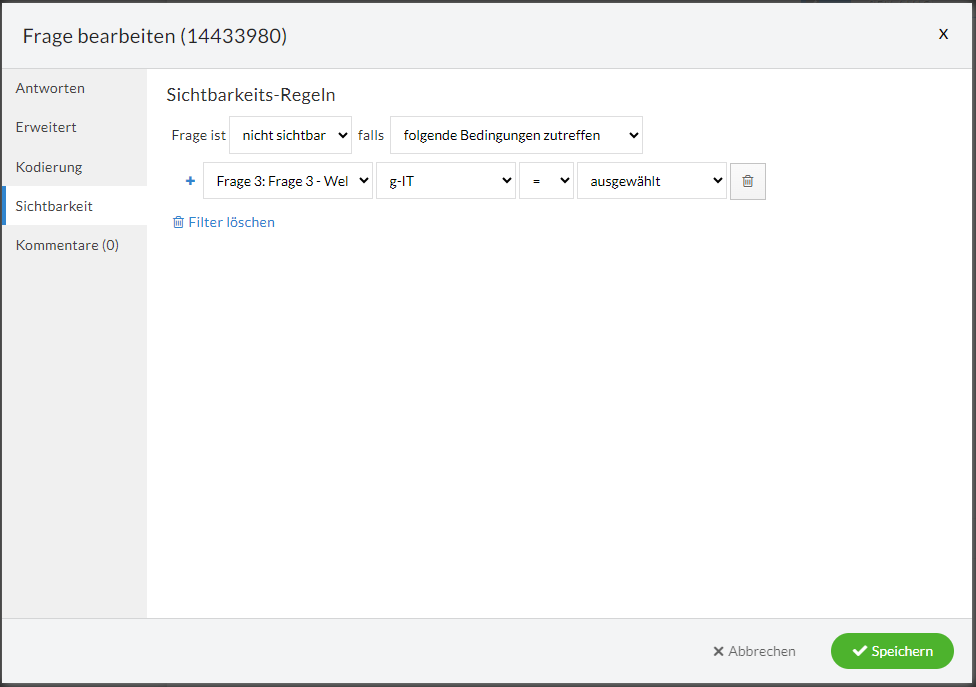 Frage bearbeiten (14433980)
X
Antworten
Erweitert
Kodierung
Sichtbarkeit
Kommentare (0)
Sichtbarkeits-Regeln
Frage ist nicht sichtbar falls folgende Bedingungen zutreffen
+ Frage 3: Frage 3 - Wel g-IT = ausgewählt
Filter löschen
Abbrechen Speichern